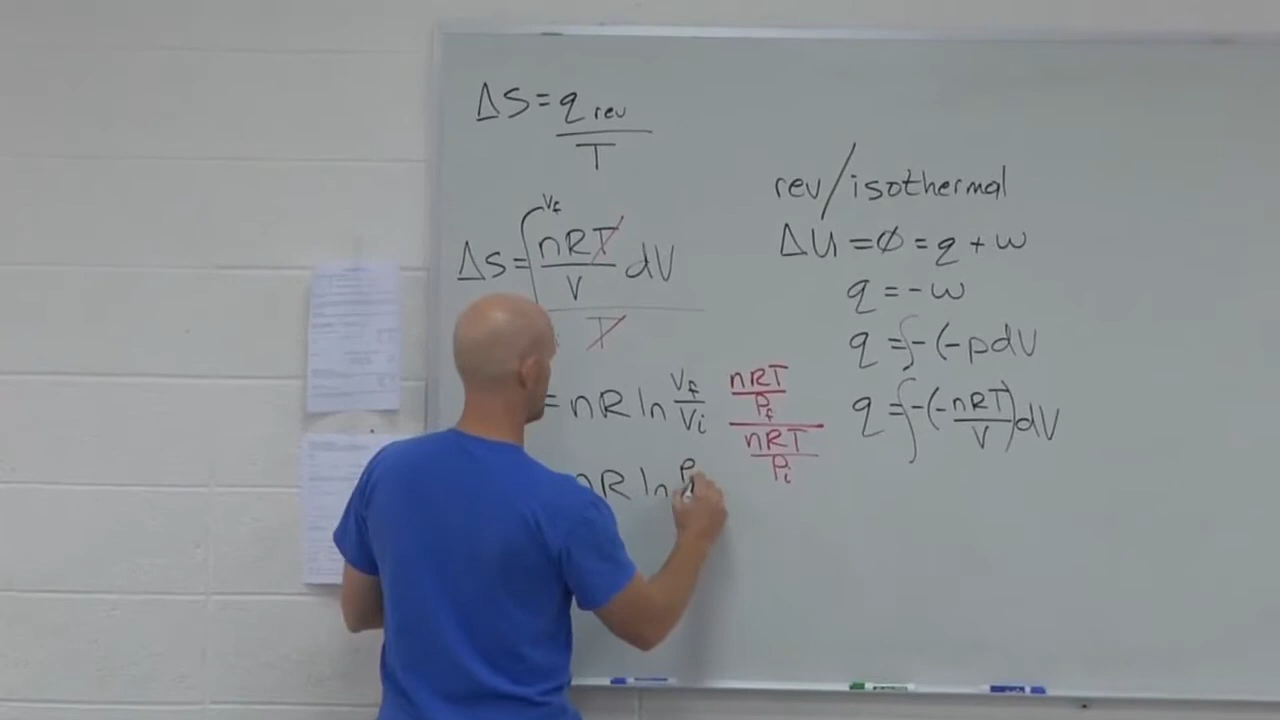 ΔS = q rev
T
Vf
ΔS = ∫ nRT/V dV
T
= nR ln Vf/Vi
nRT/Pf
nRT/Pi
nR ln P
rev/isothermal
ΔU = ∅ = q + w
q = -w
q = ∫-(-pdV
q = ∫-(-nRT/V)dV